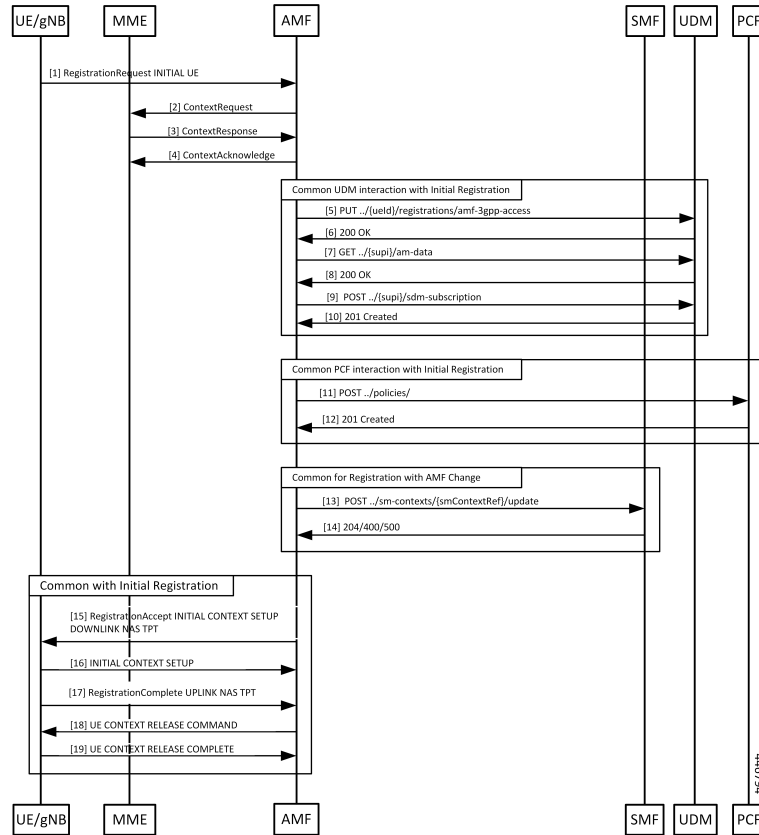 UE/gNB
MME
AMF
SMF
UDM
PCF
[1] RegistrationRequest INITIAL UE
[2] ContextRequest
[3] ContextResponse
[4] ContextAcknowledge
Common UDM interaction with Initial Registration
[5] PUT ../{ueId}/registrations/amf-3gpp-access
[6] 200 OK
[7] GET ../{supi}/am-data
[8] 200 OK
[9] POST ../{supi}/sdm-subscription
[10] 201 Created
Common PCF interaction with Initial Registration
[11] POST ../policies/
[12] 201 Created
Common for Registration with AMF Change
[13] POST ../sm-contexts/{smContextRef}/update
[14] 204/400/500
Common with Initial Registration
[15] RegistrationAccept INITIAL CONTEXT SETUP
DOWNLINK NAS TPT
[16] INITIAL CONTEXT SETUP
[17] RegistrationComplete UPLINK NAS TPT
[18] UE CONTEXT RELEASE COMMAND
[19] UE CONTEXT RELEASE COMPLETE
UE/gNB
MME
AMF
SMF
UDM
PCF